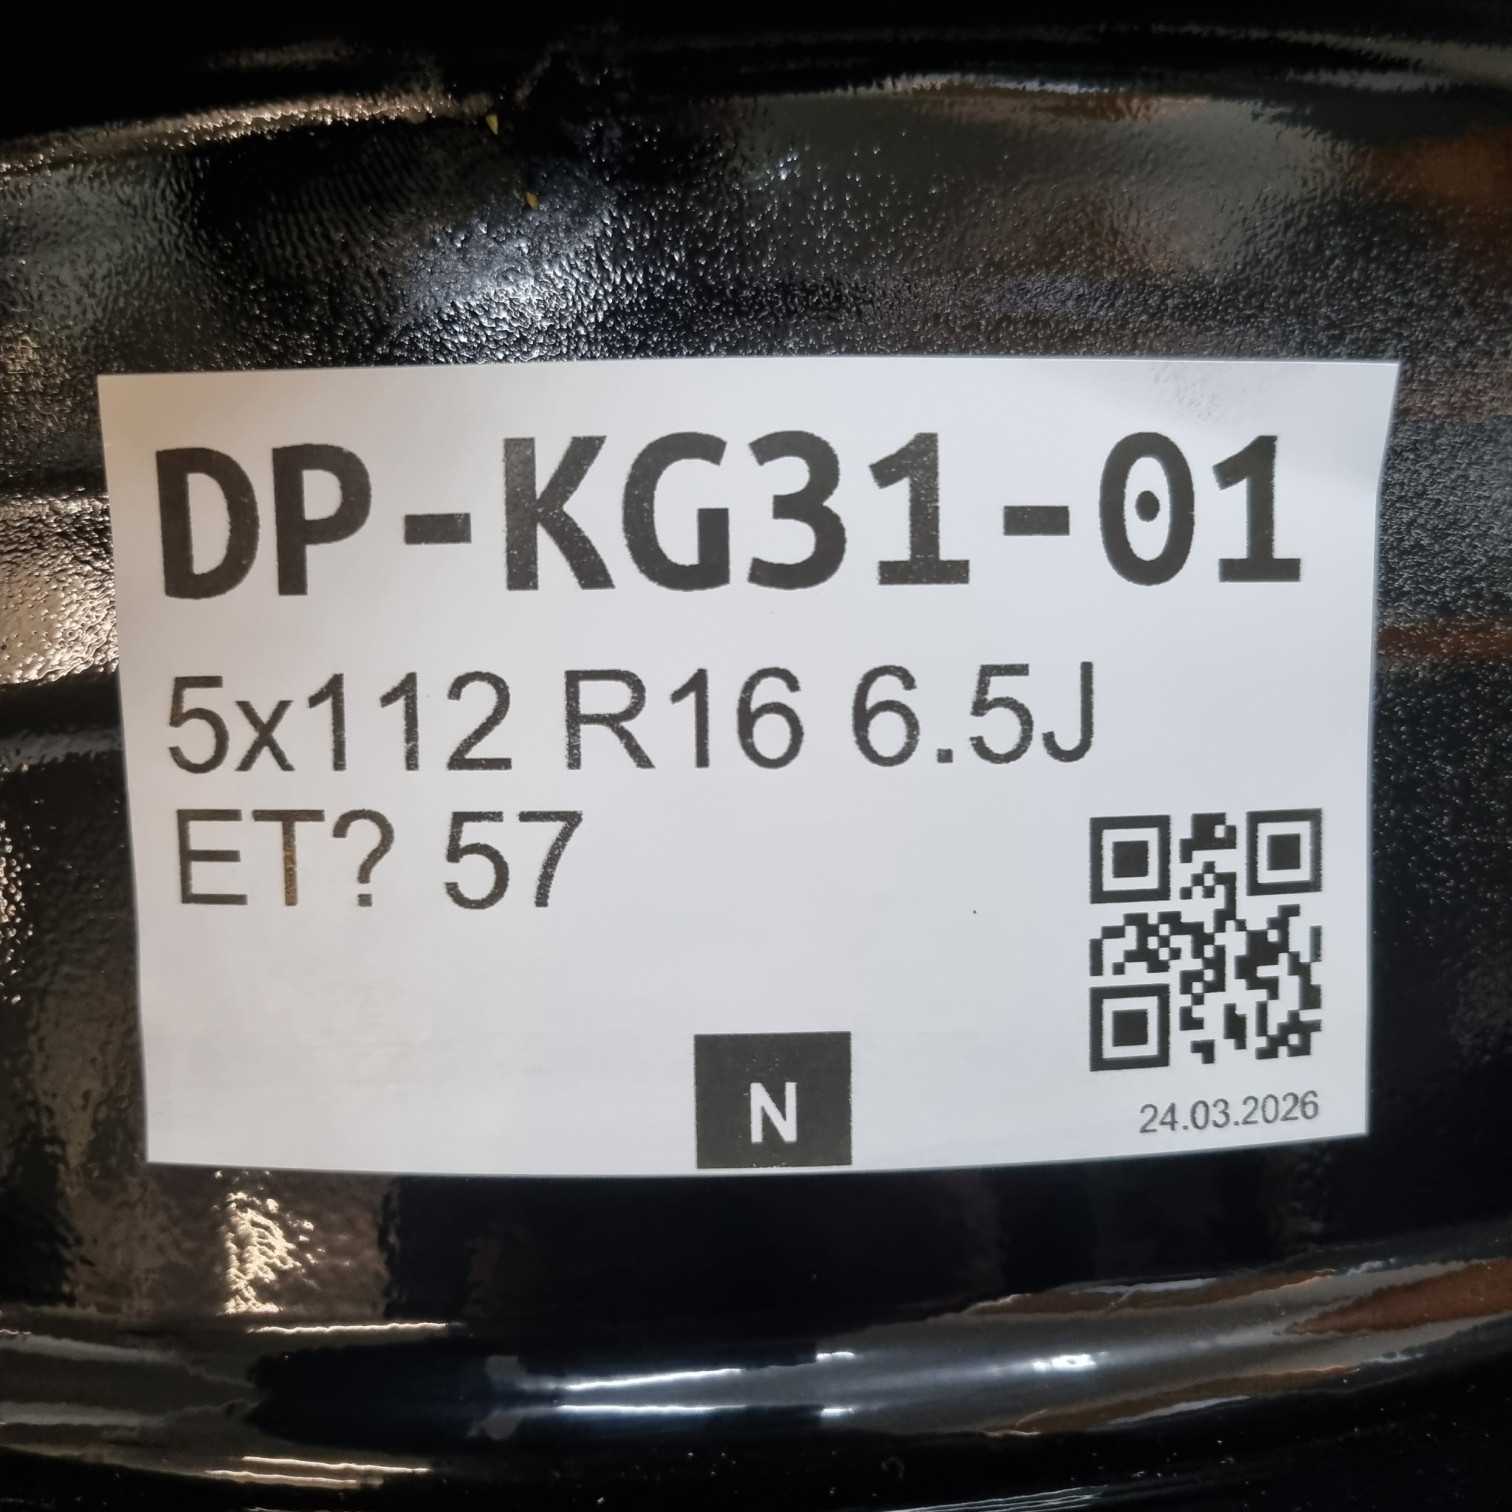 DP-KG31-01
5x112 R16 6.5J
ET? 57
N
24.03.2026